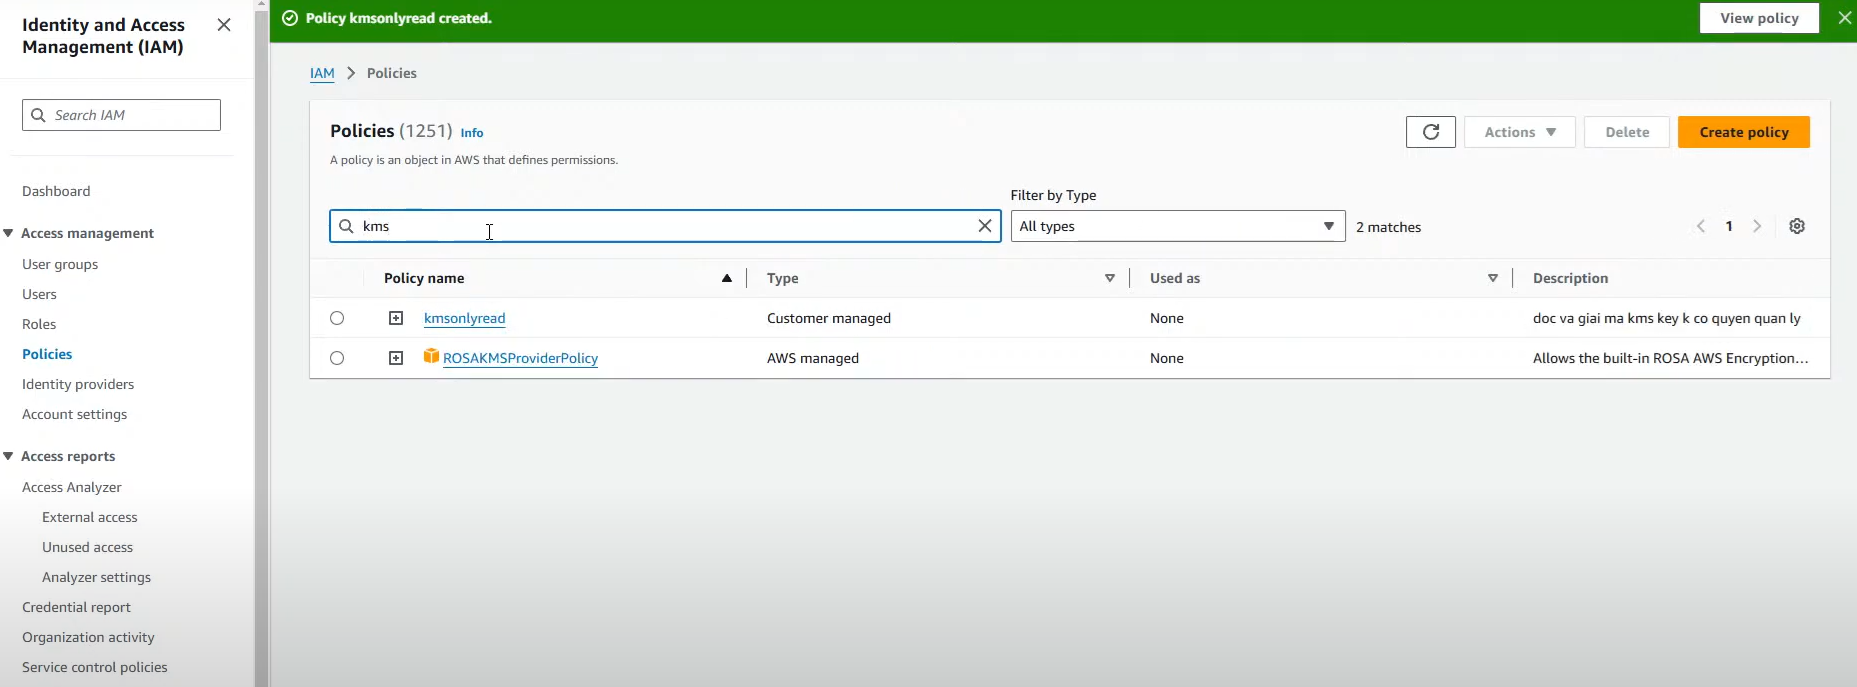 Identity and Access
Management (IAM)
Search IAM
Dashboard
Access management
User groups
Users
Roles
Policies
Identity providers
Account settings
Access reports
Access Analyzer
External access
Unused access
Analyzer settings
Credential report
Organization activity
Service control policies
Policy kmsonlyread created.
View policy
IAM > Policies
Policies (1251) Info
A policy is an object in AWS that defines permissions.
Actions
Delete
Create policy
Filter by Type
kms
All types
2 matches
1
Policy name Type Used as Description
kmsonlyread Customer managed None doc va giai ma kms key k co quyen quan ly
ROSAKMSProviderPolicy AWS managed None Allows the built-in ROSA AWS Encryption...